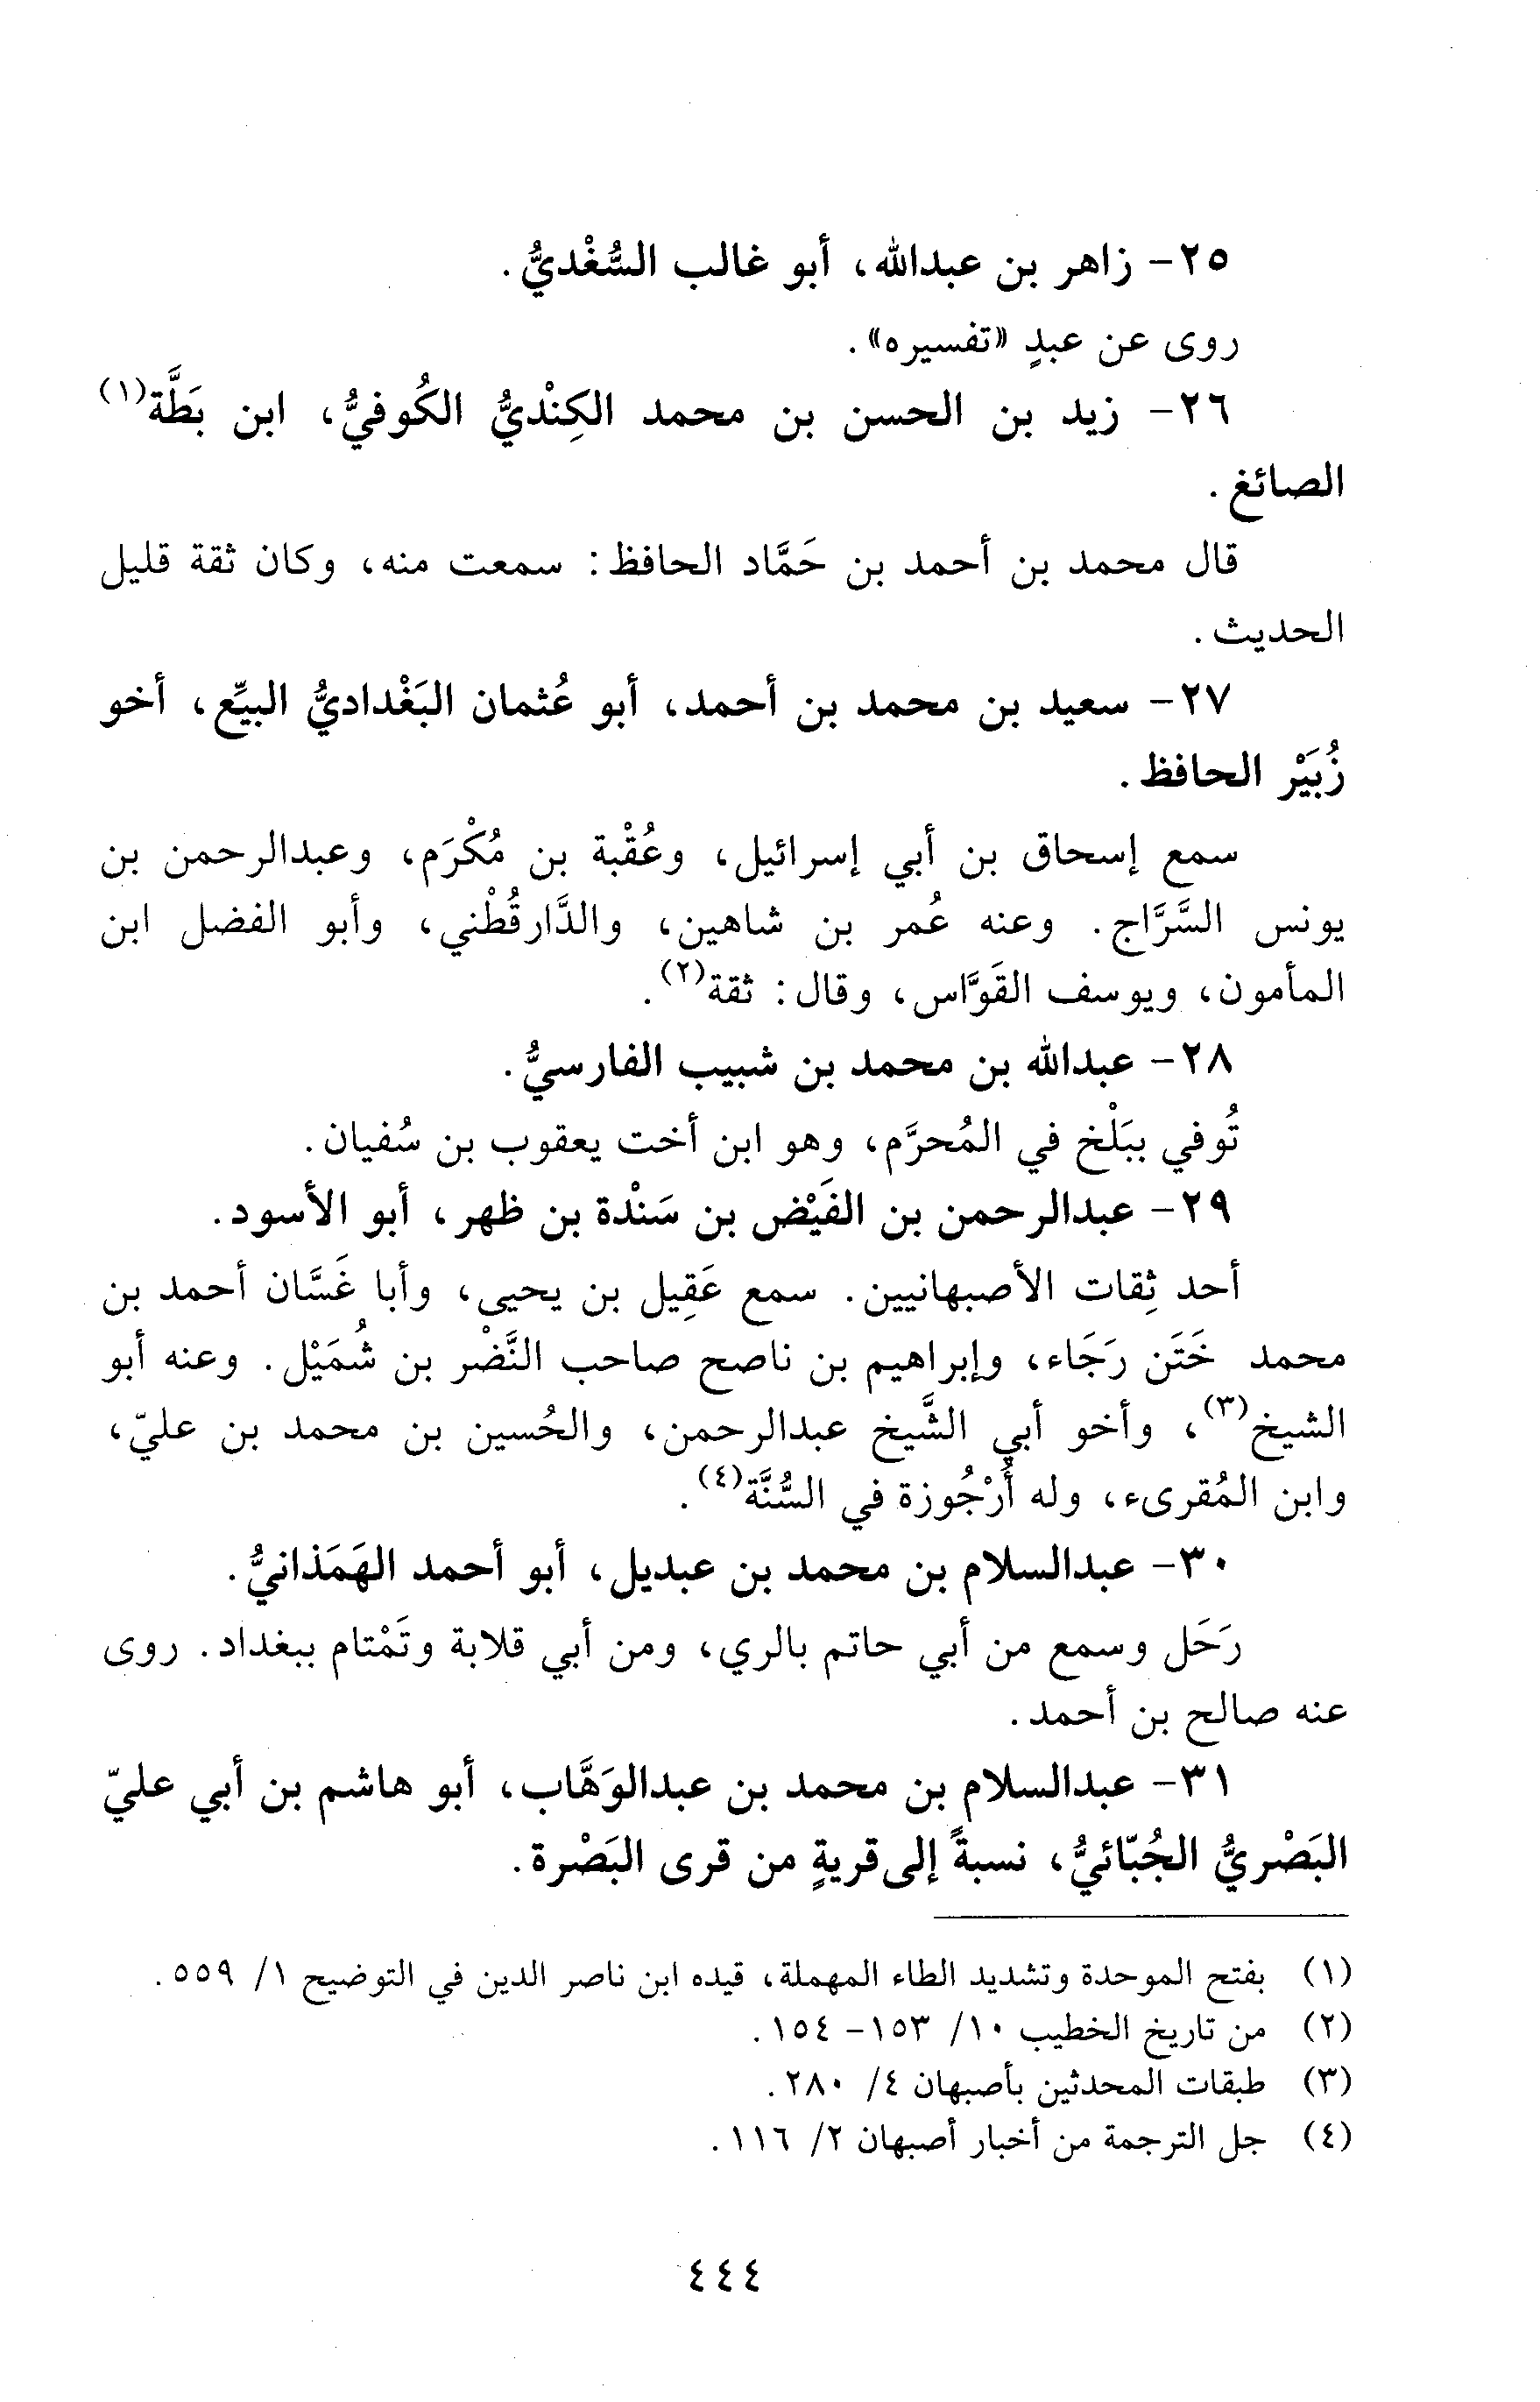 ٢٥- زاهر بن عبدالله، أبو غالب السُّغْديُّ.
روى عن عبدٍ «تفسيره».
٢٦- زيد بن الحسن بن محمد الكِنْديُّ الكُوفيُّ، ابن بَطَّة(١)
الصائغ.
قال محمد بن أحمد بن حَمَّاد الحافظ: سمعت منه، وكان ثقة قليل
الحديث.
٢٧- سعيد بن محمد بن أحمد، أبو عُثمان البَغْداديُّ البيِّع، أخو
زُبَيْر الحافظ.
سمع إسحاق بن أبي إسرائيل، وعُقْبة بن مُكْرَم، وعبدالرحمن بن
يونس السَّرَّاج. وعنه عُمر بن شاهين، والدَّارقُطْني، وأبو الفضل ابن
المأمون، ويوسف القَوَّاس، وقال: ثقة(٢).
٢٨- عبدالله بن محمد بن شبيب الفارسيُّ.
تُوفي ببَلْخ في المُحرَّم، وهو ابن أخت يعقوب بن سُفيان.
٢٩- عبدالرحمن بن الفَيْض بن سَنْدة بن ظهر، أبو الأسود.
أحد ثِقات الأصبهانيين. سمع عَقِيل بن يحيى، وأبا غَسَّان أحمد بن
محمد خَتَن رَجَاء، وإبراهيم بن ناصح صاحب النَّضْر بن شُمَيْل. وعنه أبو
الشيخ(٣)، وأخو أبي الشَّيخ عبدالرحمن، والحُسين بن محمد بن عليّ،
وابن المُقرىء، وله أُرْجُوزة في السُّنَّة(٤).
٣٠- عبدالسلام بن محمد بن عبديل، أبو أحمد الهَمَذانيُّ.
رَحَل وسمع من أبي حاتم بالري، ومن أبي قلابة وتَمْتام ببغداد. روى
عنه صالح بن أحمد.
٣١- عبدالسلام بن محمد بن عبدالوَهَّاب، أبو هاشم بن أبي عليّ
البَصْريُّ الجُبّائيُّ، نسبةً إلى قريةٍ من قرى البَصْرة.
(١) بفتح الموحدة وتشديد الطاء المهملة، قيده ابن ناصر الدين في التوضيح ١/ ٥٥٩.
(٢) من تاريخ الخطيب ١٠/ ١٥٣- ١٥٤.
(٣) طبقات المحدثين بأصبهان ٤/ ٢٨٠.
(٤) جل الترجمة من أخبار أصبهان ٢/ ١١٦.
٤٤٤